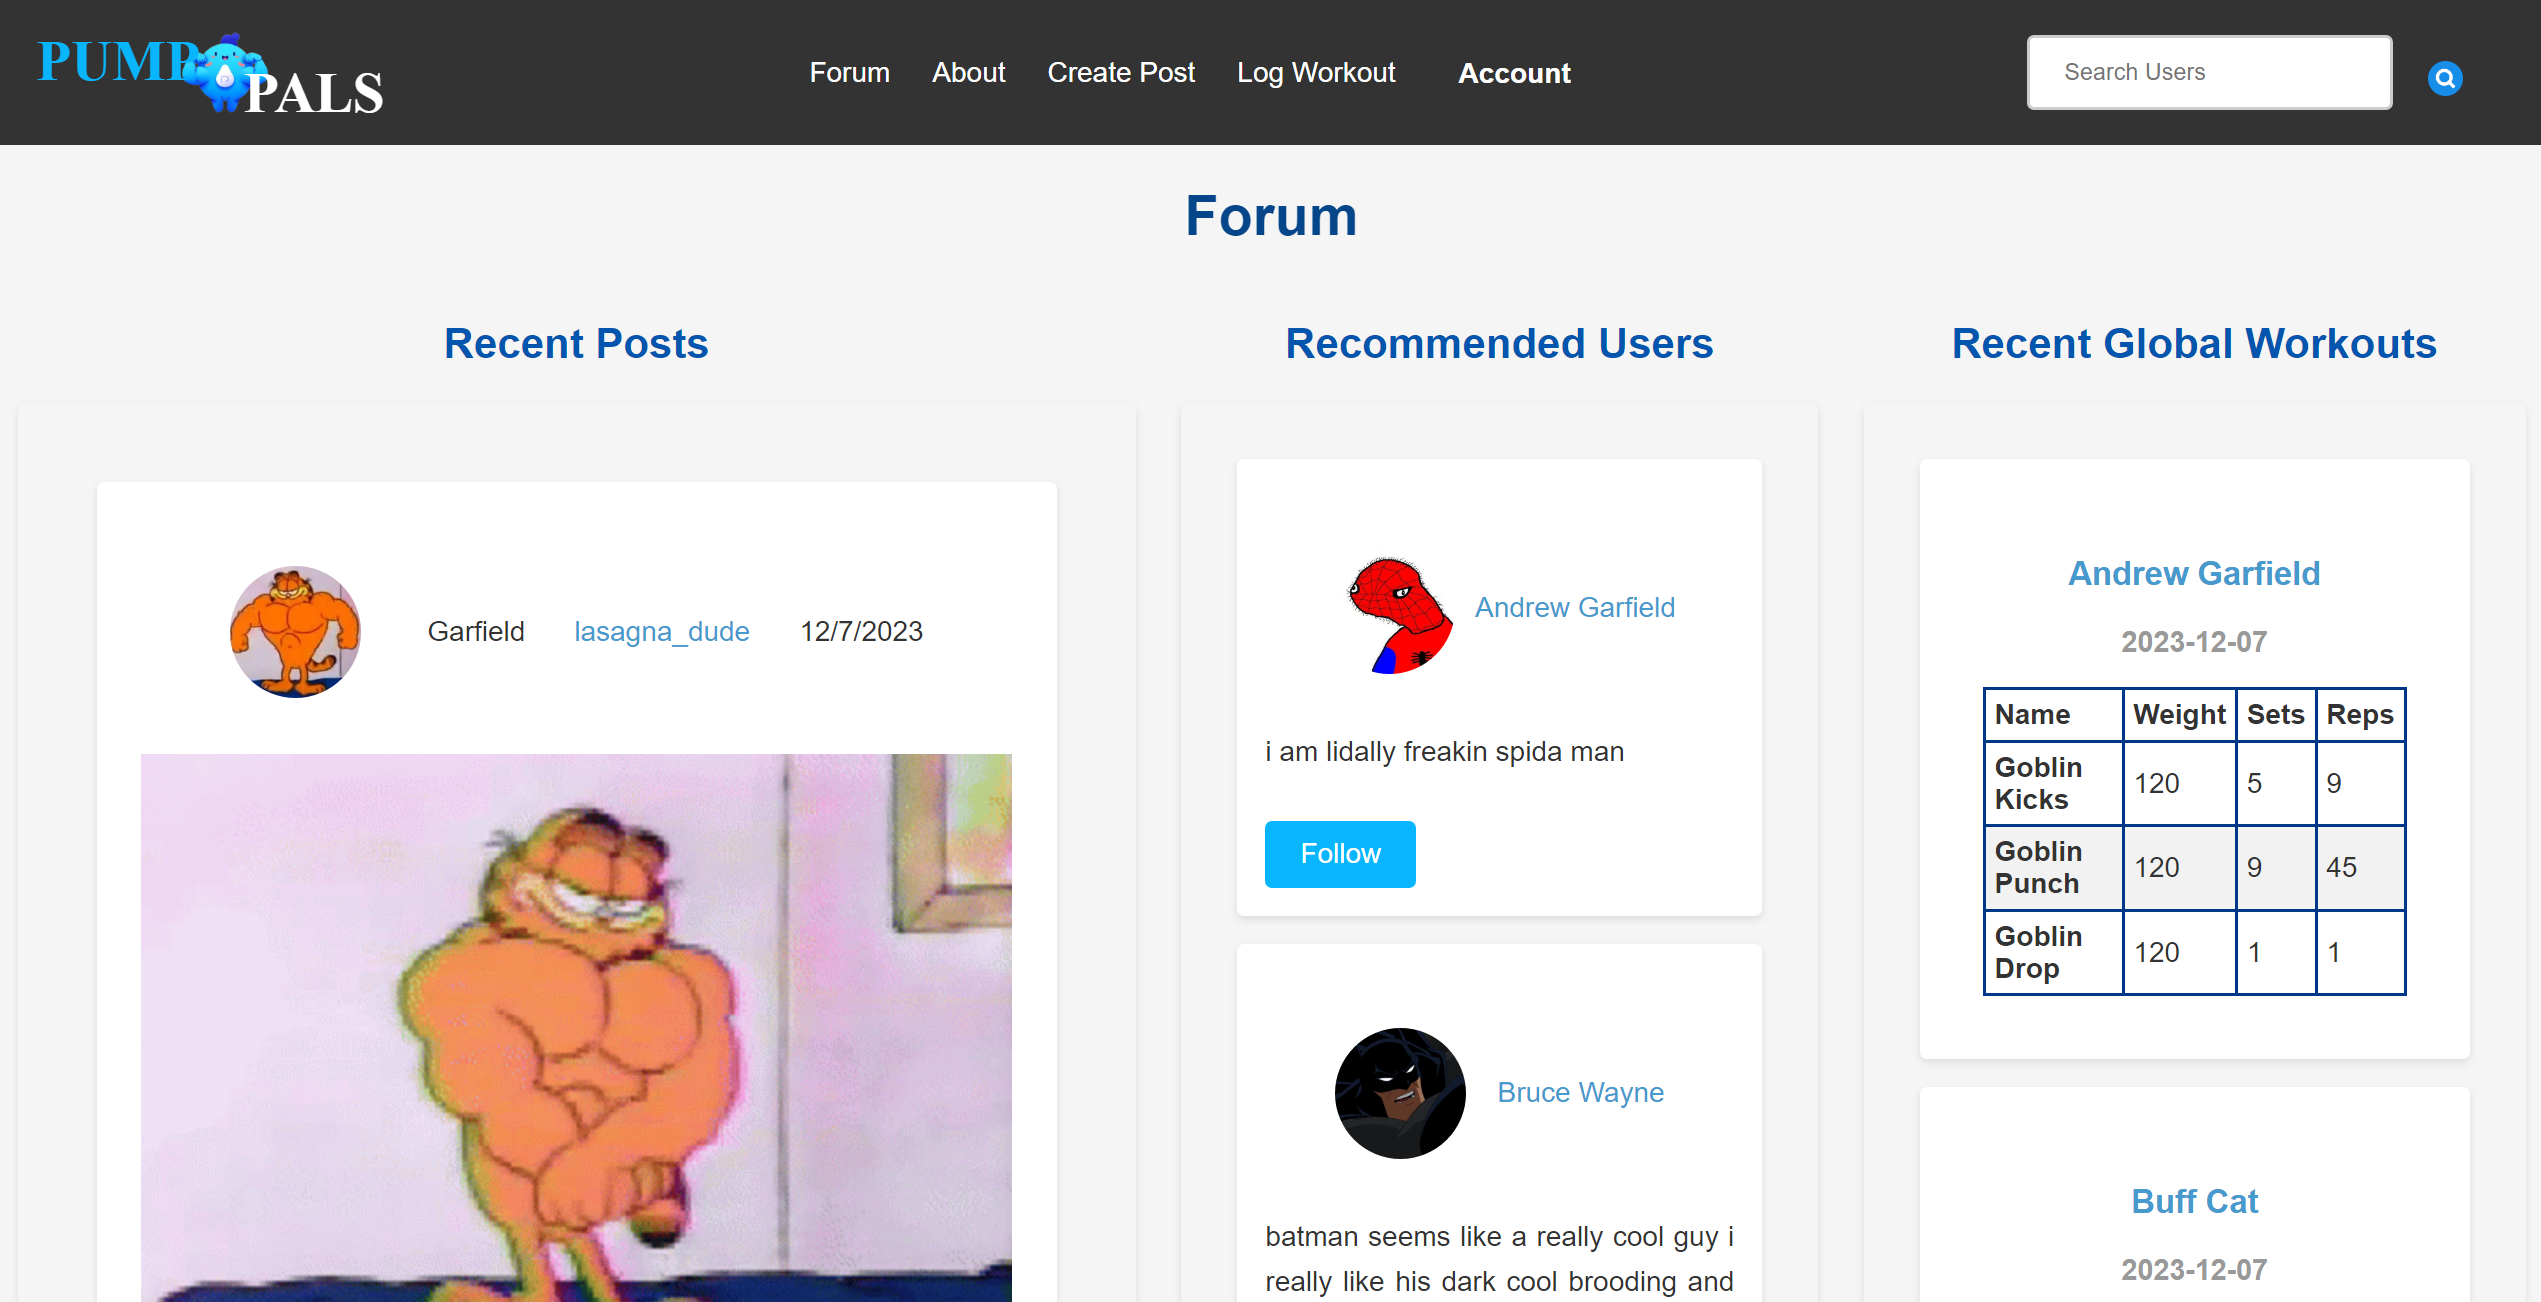 PUMP
PALS
Forum
About
Create Post
Log Workout
Account
Search Users
Forum
Recent Posts
Garfield
lasagna_dude
12/7/2023
Recommended Users
Andrew Garfield
i am lidally freakin spida man
Follow
Bruce Wayne
batman seems like a really cool guy i
really like his dark cool brooding and
Recent Global Workouts
Andrew Garfield
2023-12-07
Name Weight Sets Reps
Goblin
Kicks
120 5 9
Goblin
Punch
120 9 45
Goblin
Drop
120 1 1
Buff Cat
2023-12-07